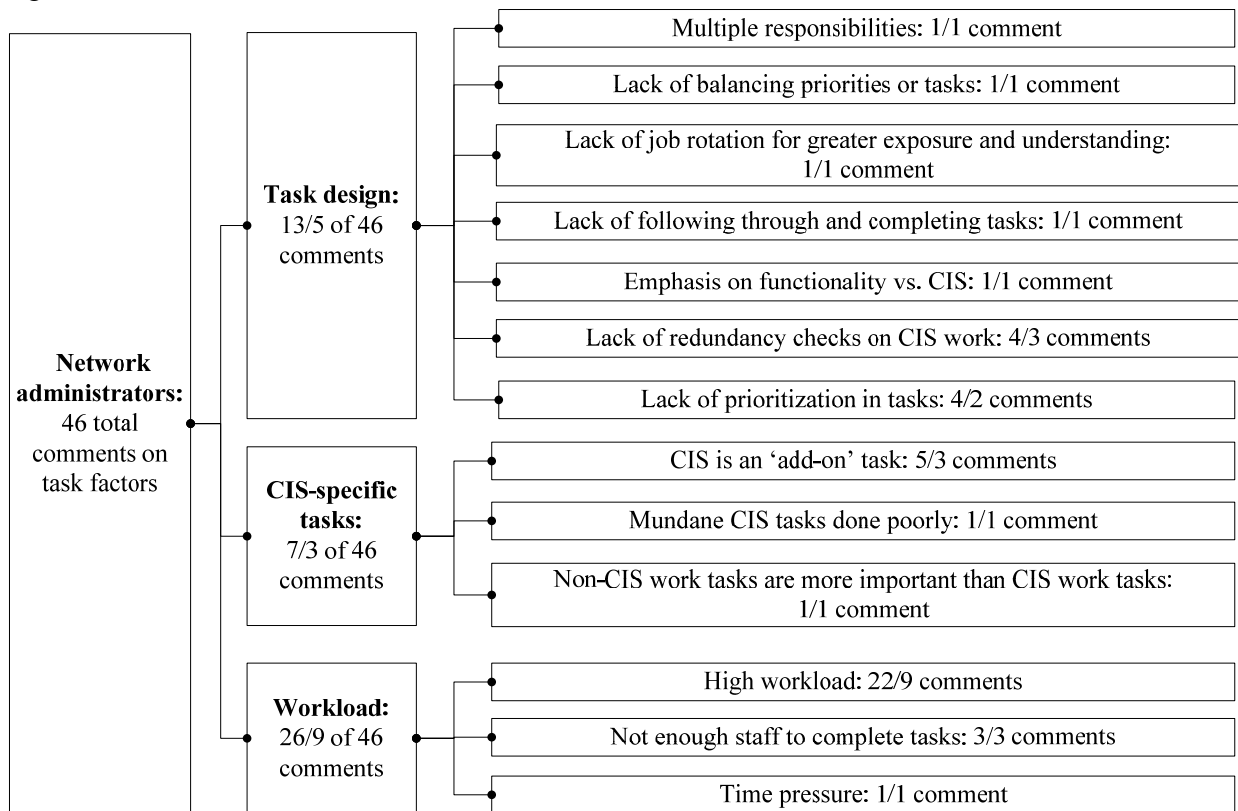 Network
administrators:
46 total
comments on
task factors
Task design:
13/5 of 46
comments
Multiple responsibilities: 1/1 comment
Lack of balancing priorities or tasks: 1/1 comment
Lack of job rotation for greater exposure and understanding:
1/1 comment
Lack of following through and completing tasks: 1/1 comment
Emphasis on functionality vs. CIS: 1/1 comment
Lack of redundancy checks on CIS work: 4/3 comments
Lack of prioritization in tasks: 4/2 comments
CIS-specific
tasks:
7/3 of 46
comments
CIS is an ‘add-on’ task: 5/3 comments
Mundane CIS tasks done poorly: 1/1 comment
Non-CIS work tasks are more important than CIS work tasks:
1/1 comment
Workload:
26/9 of 46
comments
High workload: 22/9 comments
Not enough staff to complete tasks: 3/3 comments
Time pressure: 1/1 comment